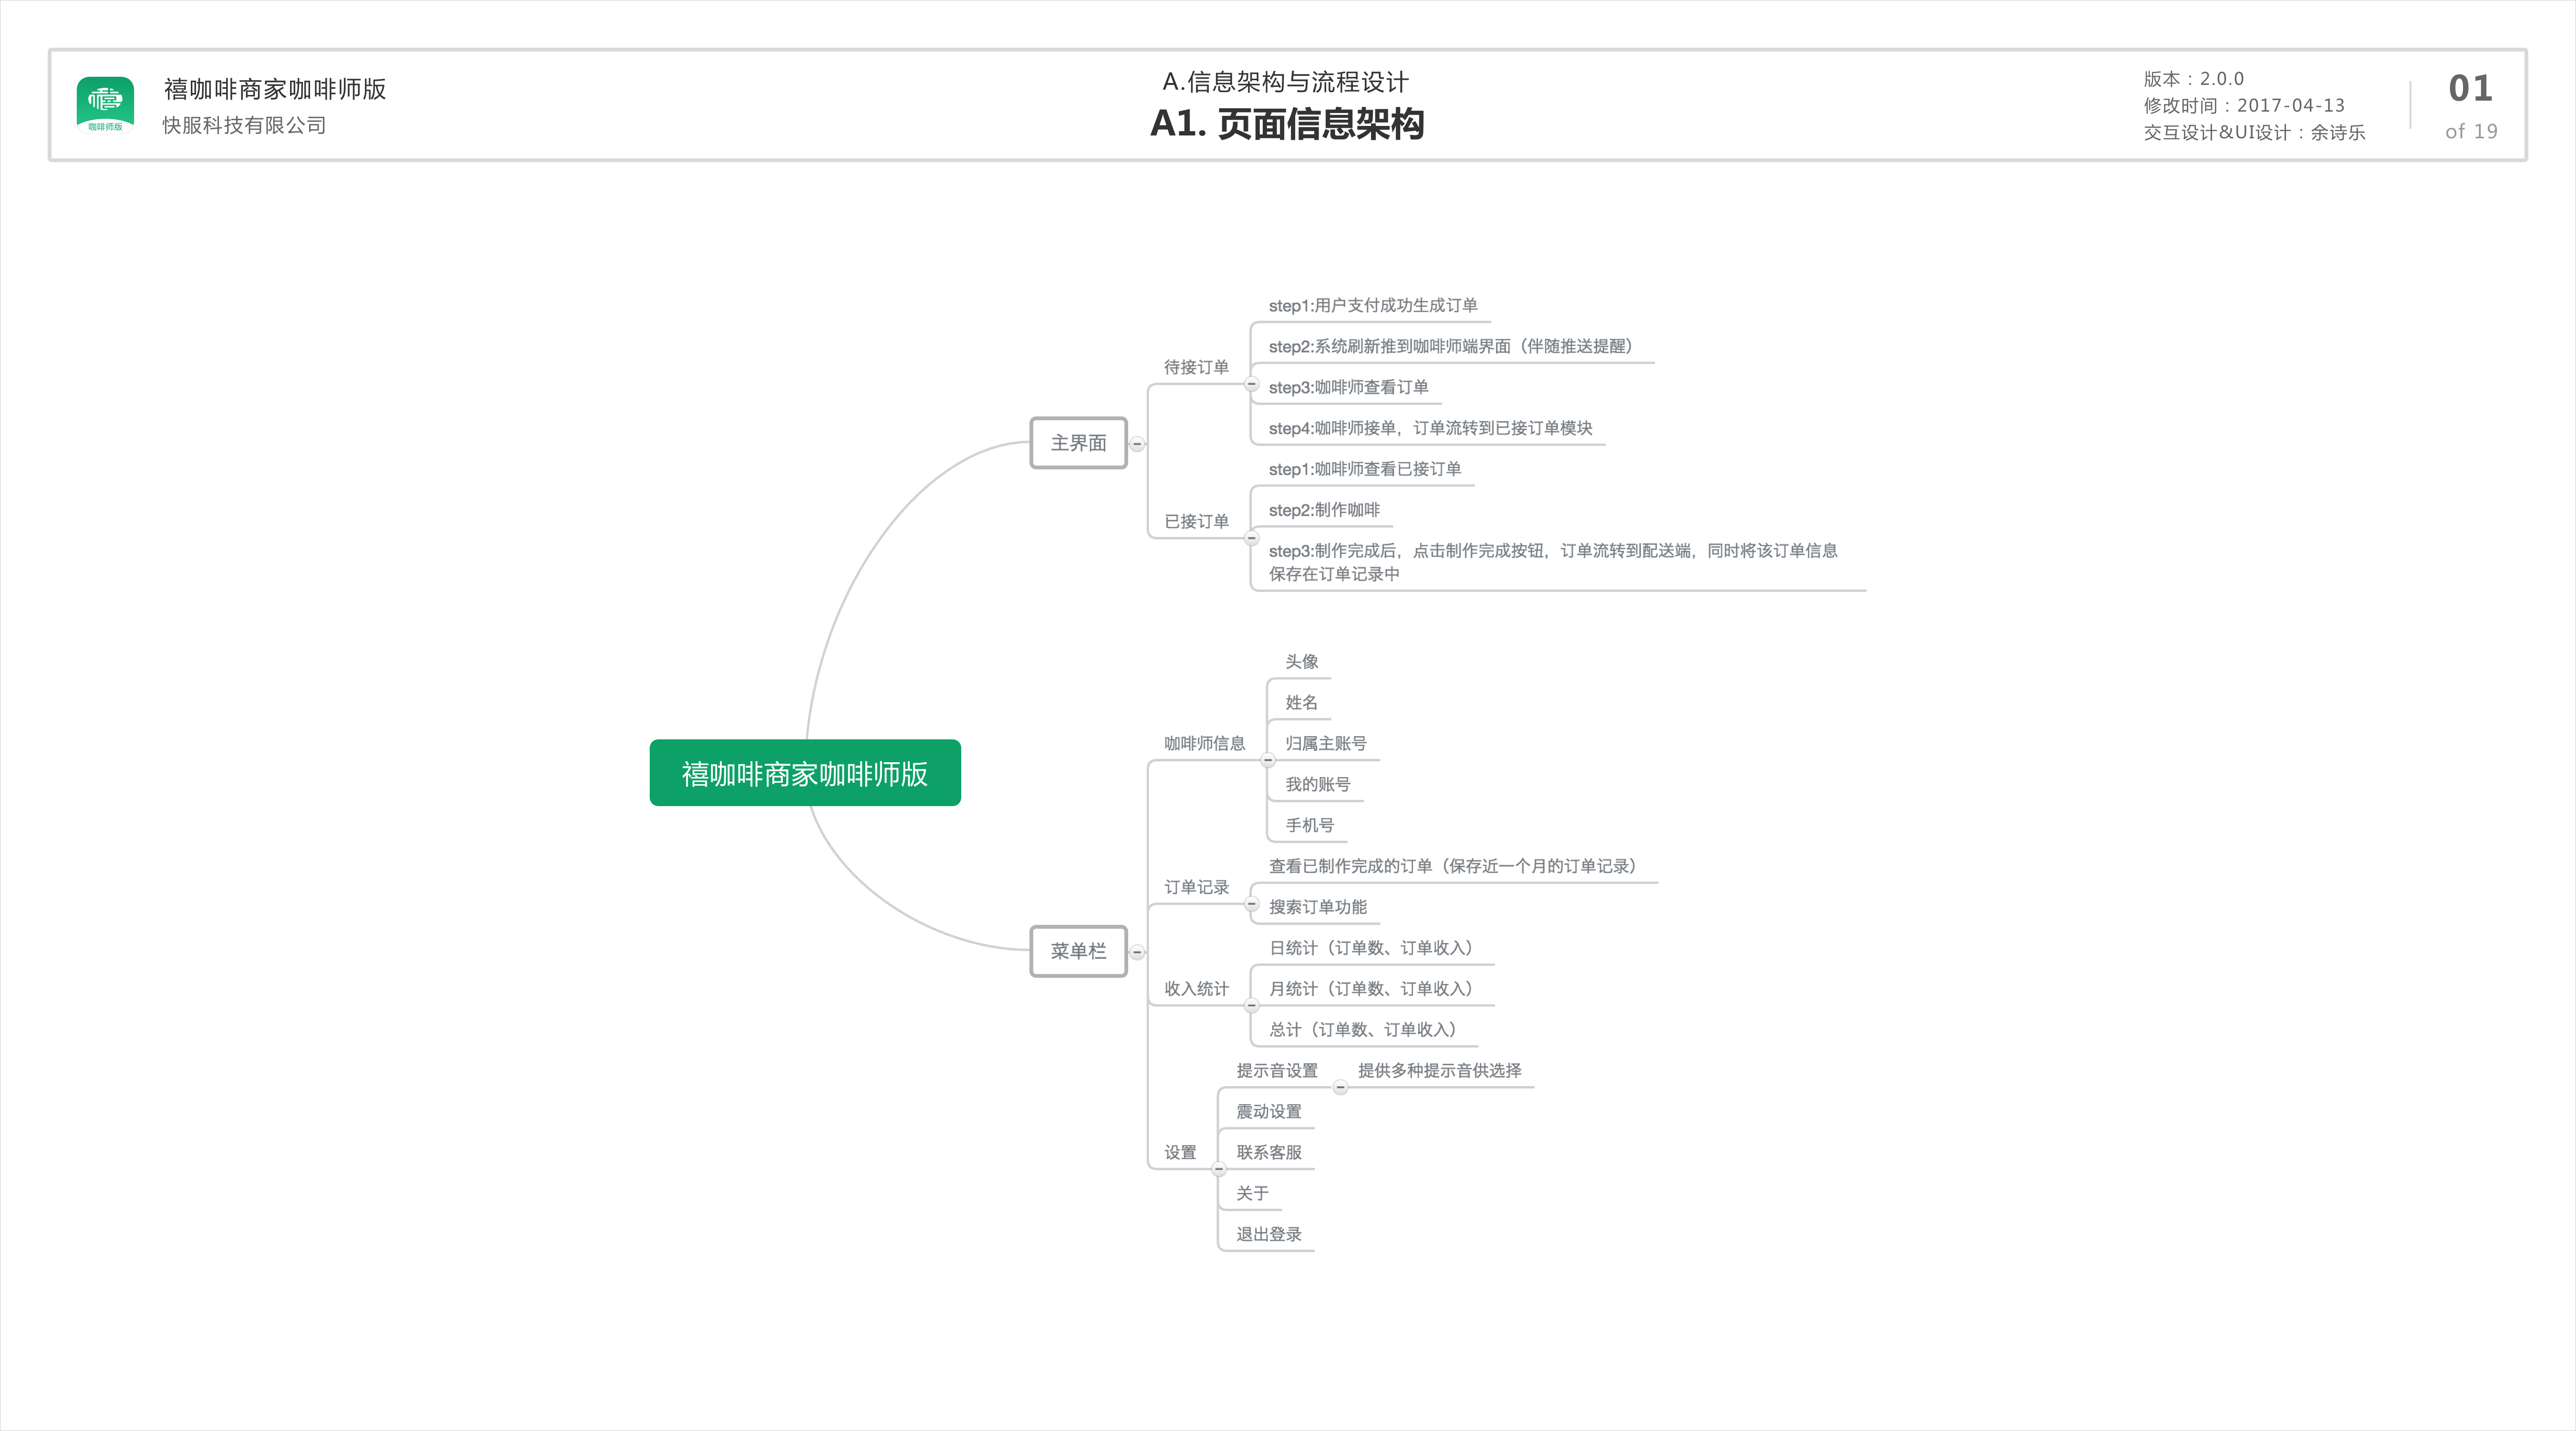 禧咖啡商家咖啡师版
快服科技有限公司
咖啡师版
A.信息架构与流程设计
A1. 页面信息架构
版本：2.0.0
修改时间：2017-04-13
交互设计&UI设计：余诗乐
01
of 19
禧咖啡商家咖啡师版
主界面
待接订单
step1:用户支付成功生成订单
step2:系统刷新推到咖啡师端界面（伴随推送提醒）
step3:咖啡师查看订单
step4:咖啡师接单，订单流转到已接订单模块
已接订单
step1:咖啡师查看已接订单
step2:制作咖啡
step3:制作完成后，点击制作完成按钮，订单流转到配送端，同时将该订单信息
保存在订单记录中
菜单栏
咖啡师信息
头像
姓名
归属主账号
我的账号
手机号
订单记录
查看已制作完成的订单（保存近一个月的订单记录）
搜索订单功能
收入统计
日统计（订单数、订单收入）
月统计（订单数、订单收入）
总计（订单数、订单收入）
设置
提示音设置
提供多种提示音供选择
震动设置
联系客服
关于
退出登录